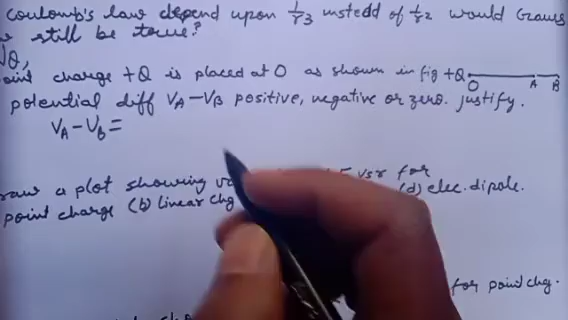 Coulomb's law depend upon 1/r3 instead of 1/r2 would Gauss
still be true?
point charge +Q is placed at O as shown in fig +Q O A B
potential diff VA-VB positive, negative or zero. justify.
VA-VB=
Draw a plot showing E vs r for
point charge (b) linear chg (d) elec. dipole.
for point chg.